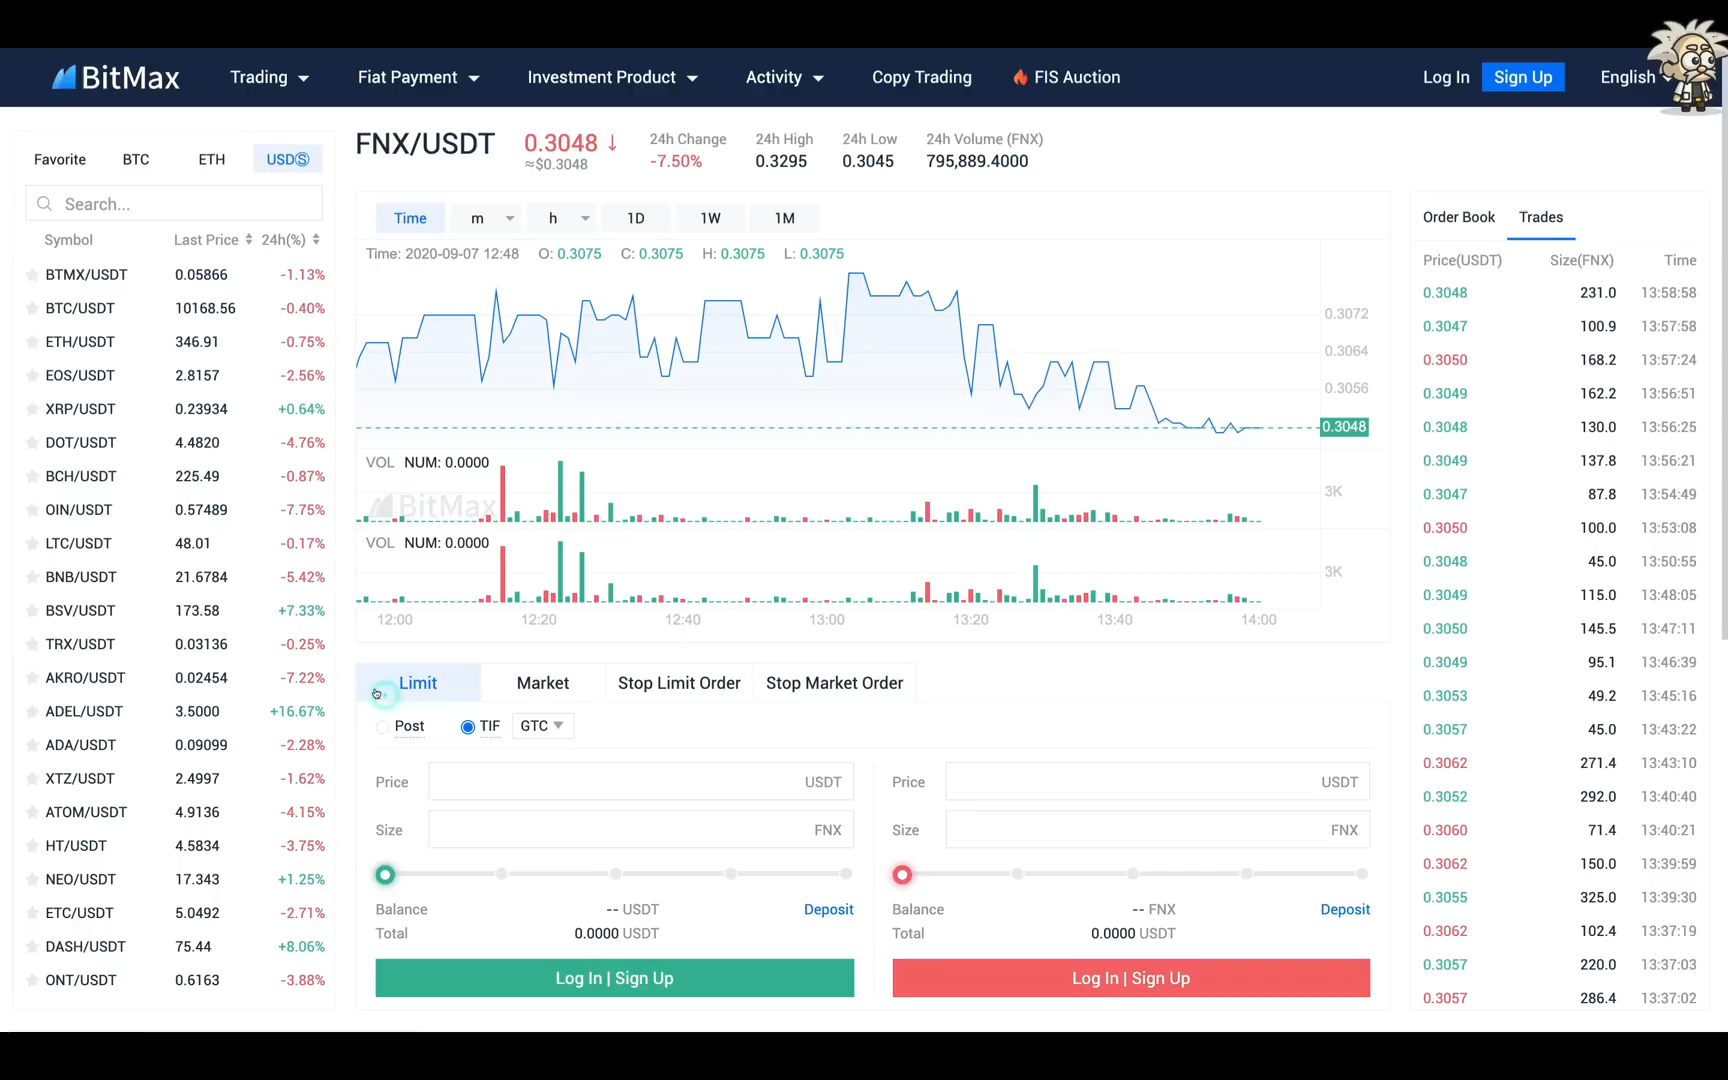 BitMax
Trading
Fiat Payment
Investment Product
Activity
Copy Trading
FIS Auction
Log In
Sign Up
English
Favorite BTC ETH USDⓈ
Search...
Symbol Last Price 24h(%)
BTMX/USDT 0.05866 -1.13%
BTC/USDT 10168.56 -0.40%
ETH/USDT 346.91 -0.75%
EOS/USDT 2.8157 -2.56%
XRP/USDT 0.23934 +0.64%
DOT/USDT 4.4820 -4.76%
BCH/USDT 225.49 -0.87%
OIN/USDT 0.57489 -7.75%
LTC/USDT 48.01 -0.17%
BNB/USDT 21.6784 -5.42%
BSV/USDT 173.58 +7.33%
TRX/USDT 0.03136 -0.25%
AKRO/USDT 0.02454 -7.22%
ADEL/USDT 3.5000 +16.67%
ADA/USDT 0.09099 -2.28%
XTZ/USDT 2.4997 -1.62%
ATOM/USDT 4.9136 -4.15%
HT/USDT 4.5834 -3.75%
NEO/USDT 17.343 +1.25%
ETC/USDT 5.0492 -2.71%
DASH/USDT 75.44 +8.06%
ONT/USDT 0.6163 -3.88%
FNX/USDT
0.3048 ↓
≈$0.3048
24h Change
-7.50%
24h High
0.3295
24h Low
0.3045
24h Volume (FNX)
795,889.4000
Time m h 1D 1W 1M
Time: 2020-09-07 12:48 O: 0.3075 C: 0.3075 H: 0.3075 L: 0.3075
0.3072
0.3064
0.3056
0.3048
VOL NUM: 0.0000
3K
BitMax
VOL NUM: 0.0000
3K
12:00 12:20 12:40 13:00 13:20 13:40 14:00
Limit Market Stop Limit Order Stop Market Order
Post TIF GTC
Price USDT
Size FNX
Balance -- USDT Deposit
Total 0.0000 USDT
Log In | Sign Up
Price USDT
Size FNX
Balance -- FNX Deposit
Total 0.0000 USDT
Log In | Sign Up
Order Book Trades
Price(USDT) Size(FNX) Time
0.3048 231.0 13:58:58
0.3047 100.9 13:57:58
0.3050 168.2 13:57:24
0.3049 162.2 13:56:51
0.3048 130.0 13:56:25
0.3049 137.8 13:56:21
0.3047 87.8 13:54:49
0.3050 100.0 13:53:08
0.3048 45.0 13:50:55
0.3049 115.0 13:48:05
0.3050 145.5 13:47:11
0.3049 95.1 13:46:39
0.3053 49.2 13:45:16
0.3057 45.0 13:43:22
0.3062 271.4 13:43:10
0.3052 292.0 13:40:40
0.3060 71.4 13:40:21
0.3062 150.0 13:39:59
0.3055 325.0 13:39:30
0.3062 102.4 13:37:19
0.3057 220.0 13:37:03
0.3057 286.4 13:37:02